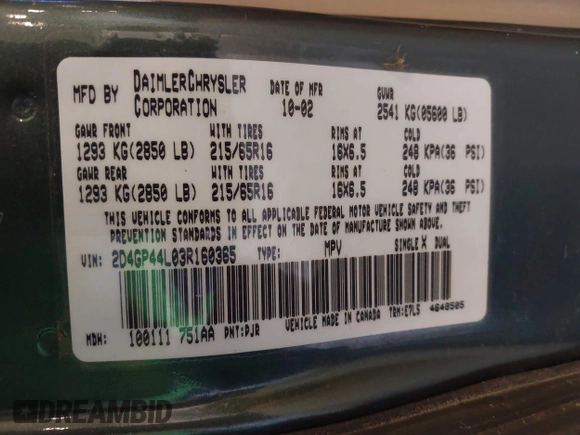 MFD BY DAIMLERCHRYSLER CORPORATION DATE OF MFR 10-02 GVWR 2541 KG(05600 LB)
GAWR FRONT WITH TIRES RIMS AT COLD
1293 KG(2850 LB) 215/65R16 16X6.5 248 KPA(36 PSI)
GAWR REAR WITH TIRES RIMS AT COLD
1293 KG(2850 LB) 215/65R16 16X6.5 248 KPA(36 PSI)
THIS VEHICLE CONFORMS TO ALL APPLICABLE FEDERAL MOTOR VEHICLE SAFETY AND THEFT
PREVENTION STANDARDS IN EFFECT ON THE DATE OF MANUFACTURE SHOWN ABOVE.
VIN: 2D4GP44L03R160365 TYPE: MPV SINGLE X DUAL
MDH: 100111 751AA PNT:PJR VEHICLE MADE IN CANADA TRM:E7L5 4648505
DREAMBID